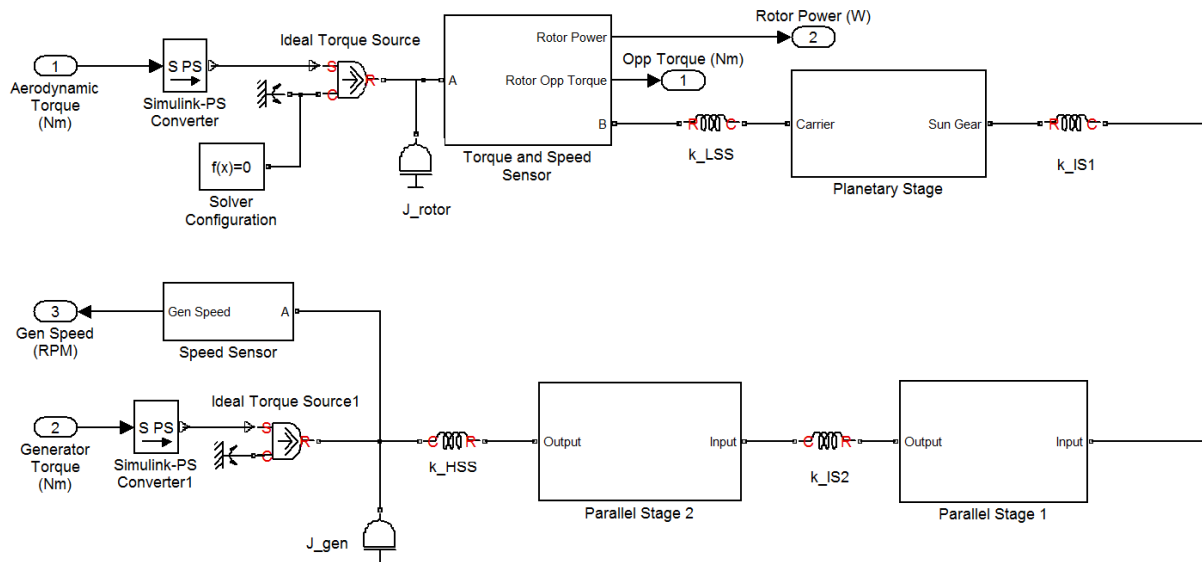 Rotor Power (W)
2
Ideal Torque Source
Rotor Power
Opp Torque (Nm)
1
S PS
S
R
C
A
Rotor Opp Torque
1
Aerodynamic
Torque
(Nm)
Simulink-PS
Converter
B
R
C
k_LSS
Carrier
Sun Gear
R
C
k_IS1
f(x)=0
Solver
Configuration
J_rotor
Torque and Speed
Sensor
Planetary Stage
3
Gen Speed
(RPM)
Gen Speed
A
Speed Sensor
Ideal Torque Source1
2
Generator
Torque
(Nm)
S PS
Simulink-PS
Converter1
S
R
C
C
R
k_HSS
Output
Input
Parallel Stage 2
C
R
k_IS2
Output
Input
Parallel Stage 1
J_gen